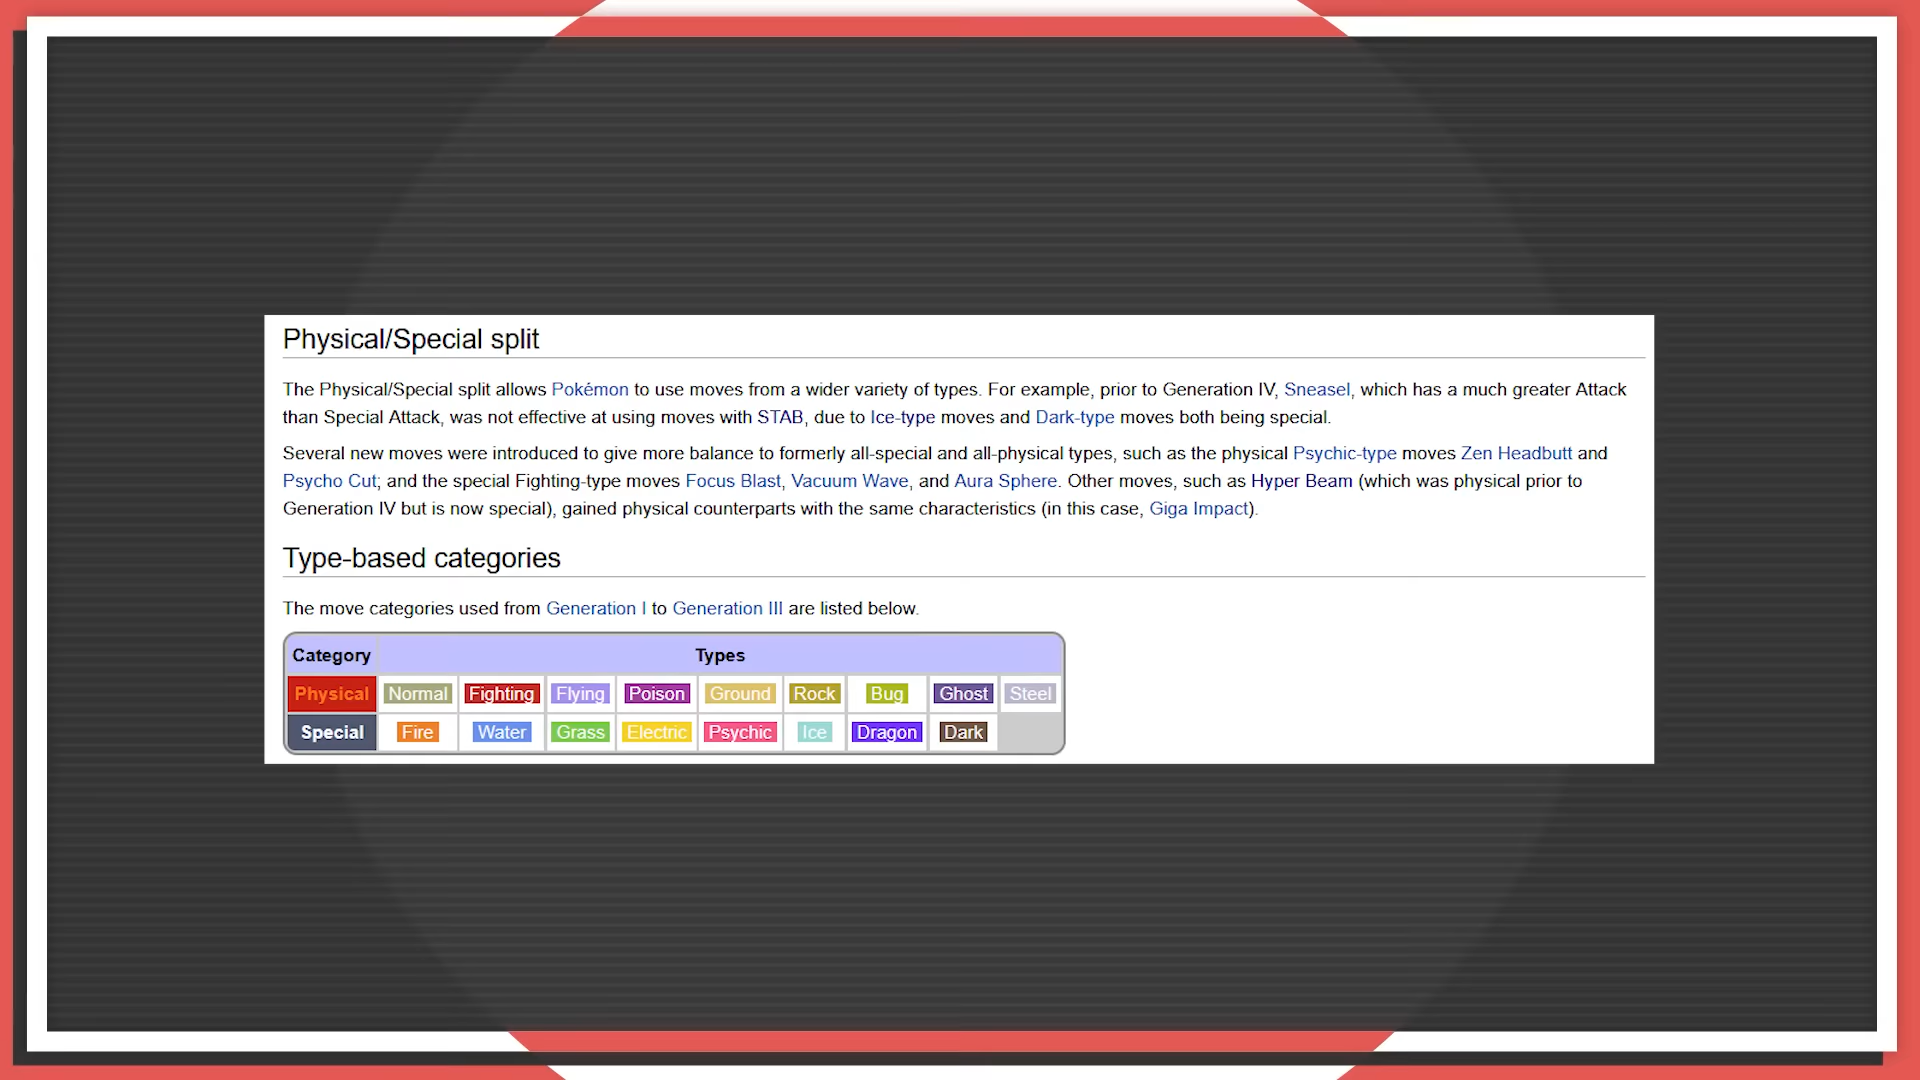 Physical/Special split
The Physical/Special split allows Pokémon to use moves from a wider variety of types. For example, prior to Generation IV, Sneasel, which has a much greater Attack
than Special Attack, was not effective at using moves with STAB, due to Ice-type moves and Dark-type moves both being special.
Several new moves were introduced to give more balance to formerly all-special and all-physical types, such as the physical Psychic-type moves Zen Headbutt and
Psycho Cut; and the special Fighting-type moves Focus Blast, Vacuum Wave, and Aura Sphere. Other moves, such as Hyper Beam (which was physical prior to
Generation IV but is now special), gained physical counterparts with the same characteristics (in this case, Giga Impact).
Type-based categories
The move categories used from Generation I to Generation III are listed below.
Category Types
Physical Normal Fighting Flying Poison Ground Rock Bug Ghost Steel
Special Fire Water Grass Electric Psychic Ice Dragon Dark